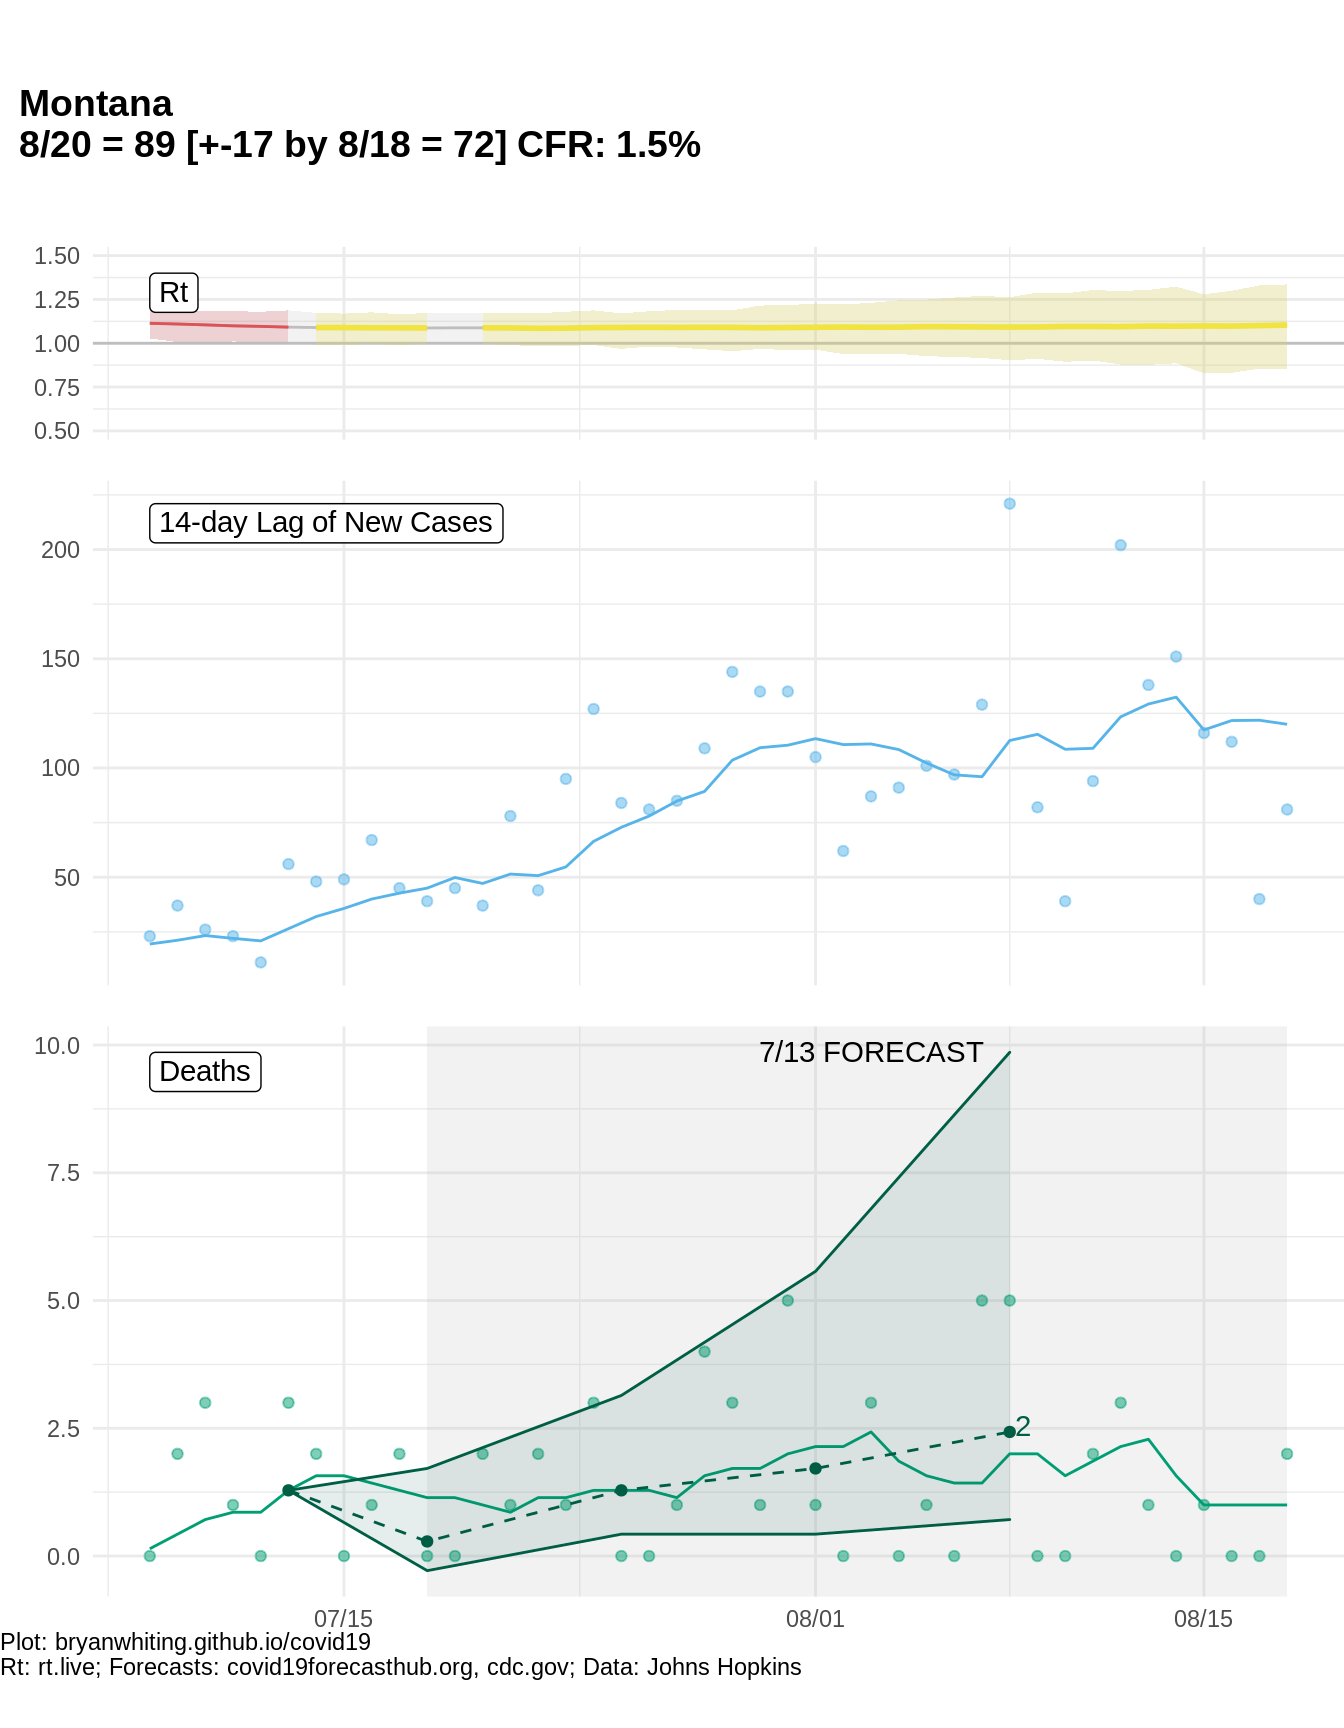 Montana
8/20 = 89 [+-17 by 8/18 = 72] CFR: 1.5%
1.50
Rt
1.25
1.00
0.75
0.50
14-day Lag of New Cases
200
150
100
50
10.0
7/13 FORECAST
Deaths
7.5
5.0
2.5
2
0.0
07/15 08/01 08/15
Plot: bryanwhiting.github.io/covid19
Rt: rt.live; Forecasts: covid19forecasthub.org, cdc.gov; Data: Johns Hopkins